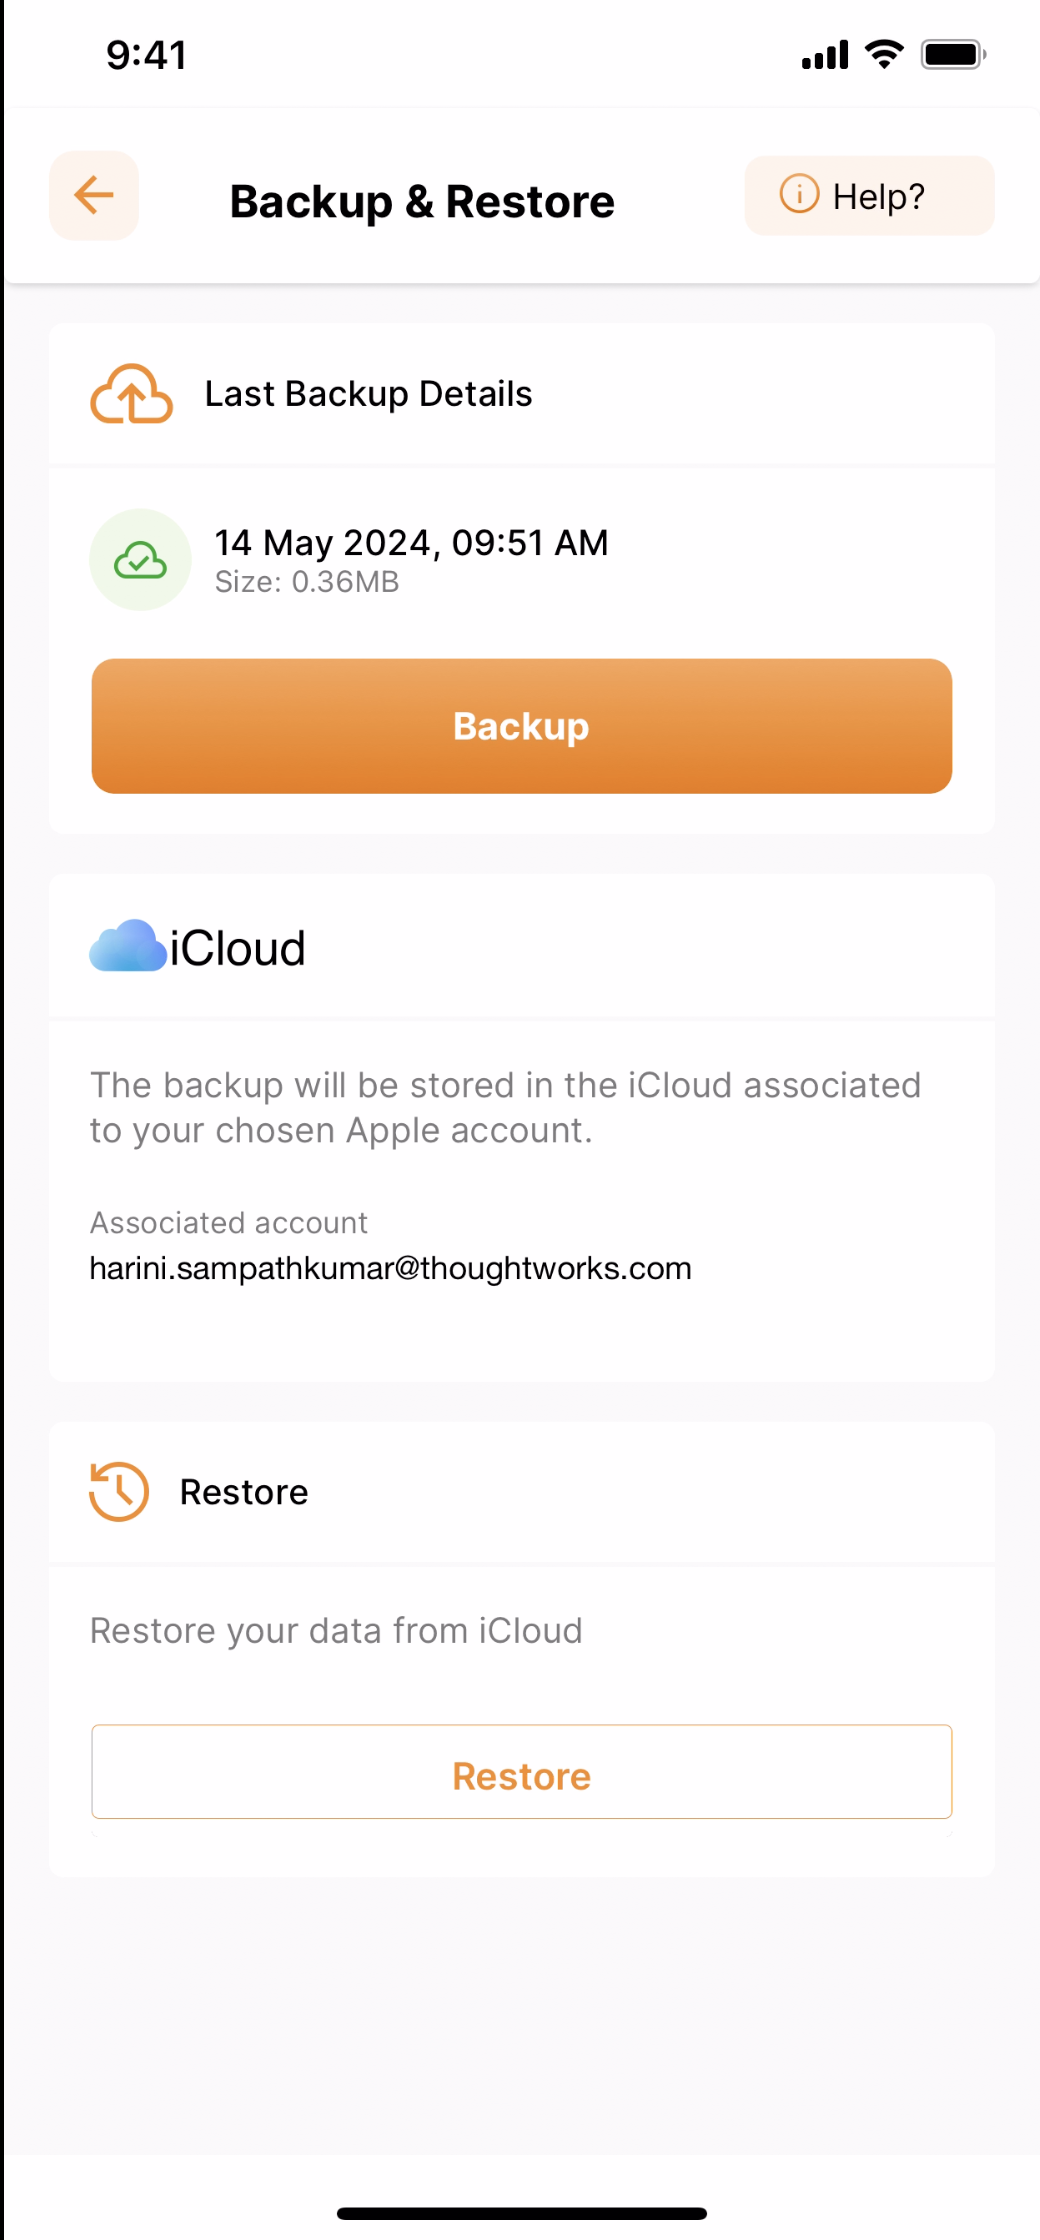 9:41
Backup & Restore
Help?
Last Backup Details
14 May 2024, 09:51 AM
Size: 0.36MB
Backup
iCloud
The backup will be stored in the iCloud associated
to your chosen Apple account.
Associated account
harini.sampathkumar@thoughtworks.com
Restore
Restore your data from iCloud
Restore